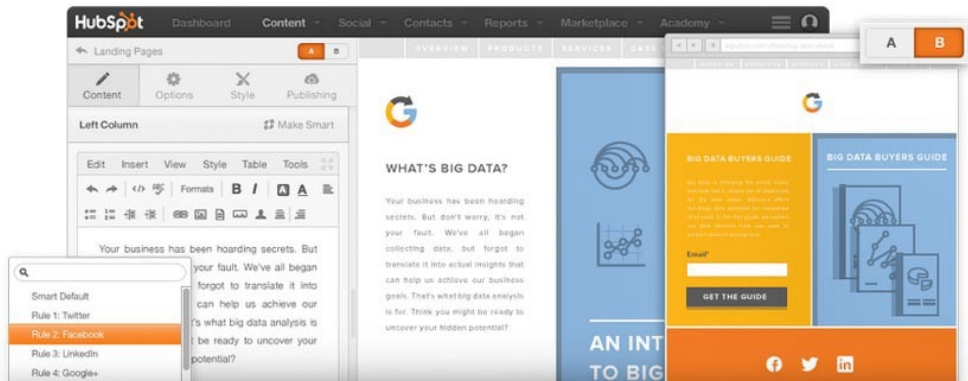 HubSpot Dashboard Content Social Contacts Reports Marketplace Academy
A B
Landing Pages A B
OVERVIEW PRODUCTS SERVICES
Content Options Style Publishing
Left Column Make Smart
Edit Insert View Style Table Tools
Formats B I A A
Your business has been hoarding secrets. But
your fault. We've all began
forgot to translate it into
can help us achieve our
t's what big data analysis is
be ready to uncover your
potential?
Smart Default
Rule 1: Twitter
Rule 2: Facebook
Rule 3: LinkedIn
Rule 4: Google+
G
WHAT'S BIG DATA?
Your business has been hoarding
secrets. But don't worry, it's not
your fault. We've all began
collecting data, but forgot to
translate it into actual insights that
can help us achieve our business
goals. That's what big data analysis
is for. Think you might be ready to
uncover your hidden potential?
AN INT
TO BIG
G
BIG DATA BUYERS GUIDE
Email*
GET THE GUIDE
BIG DATA BUYERS GUIDE